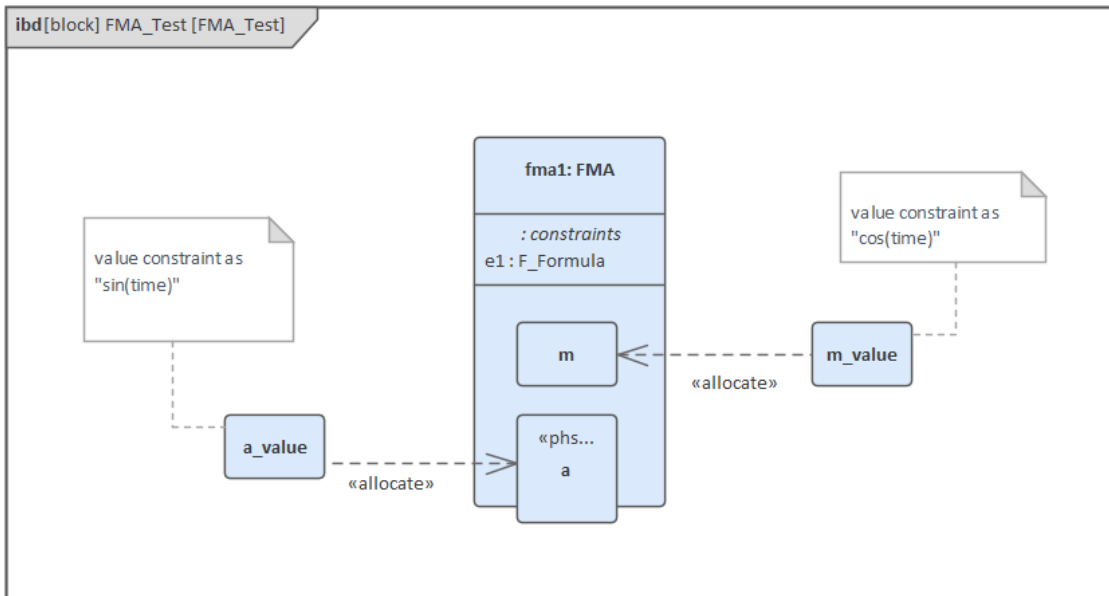 ibd [block] FMA_Test [FMA_Test]
fma1: FMA
: constraints
e1 : F_Formula
value constraint as
"cos(time)"
value constraint as
"sin(time)"
m
m_value
«allocate»
«phs...
a
a_value
«allocate»